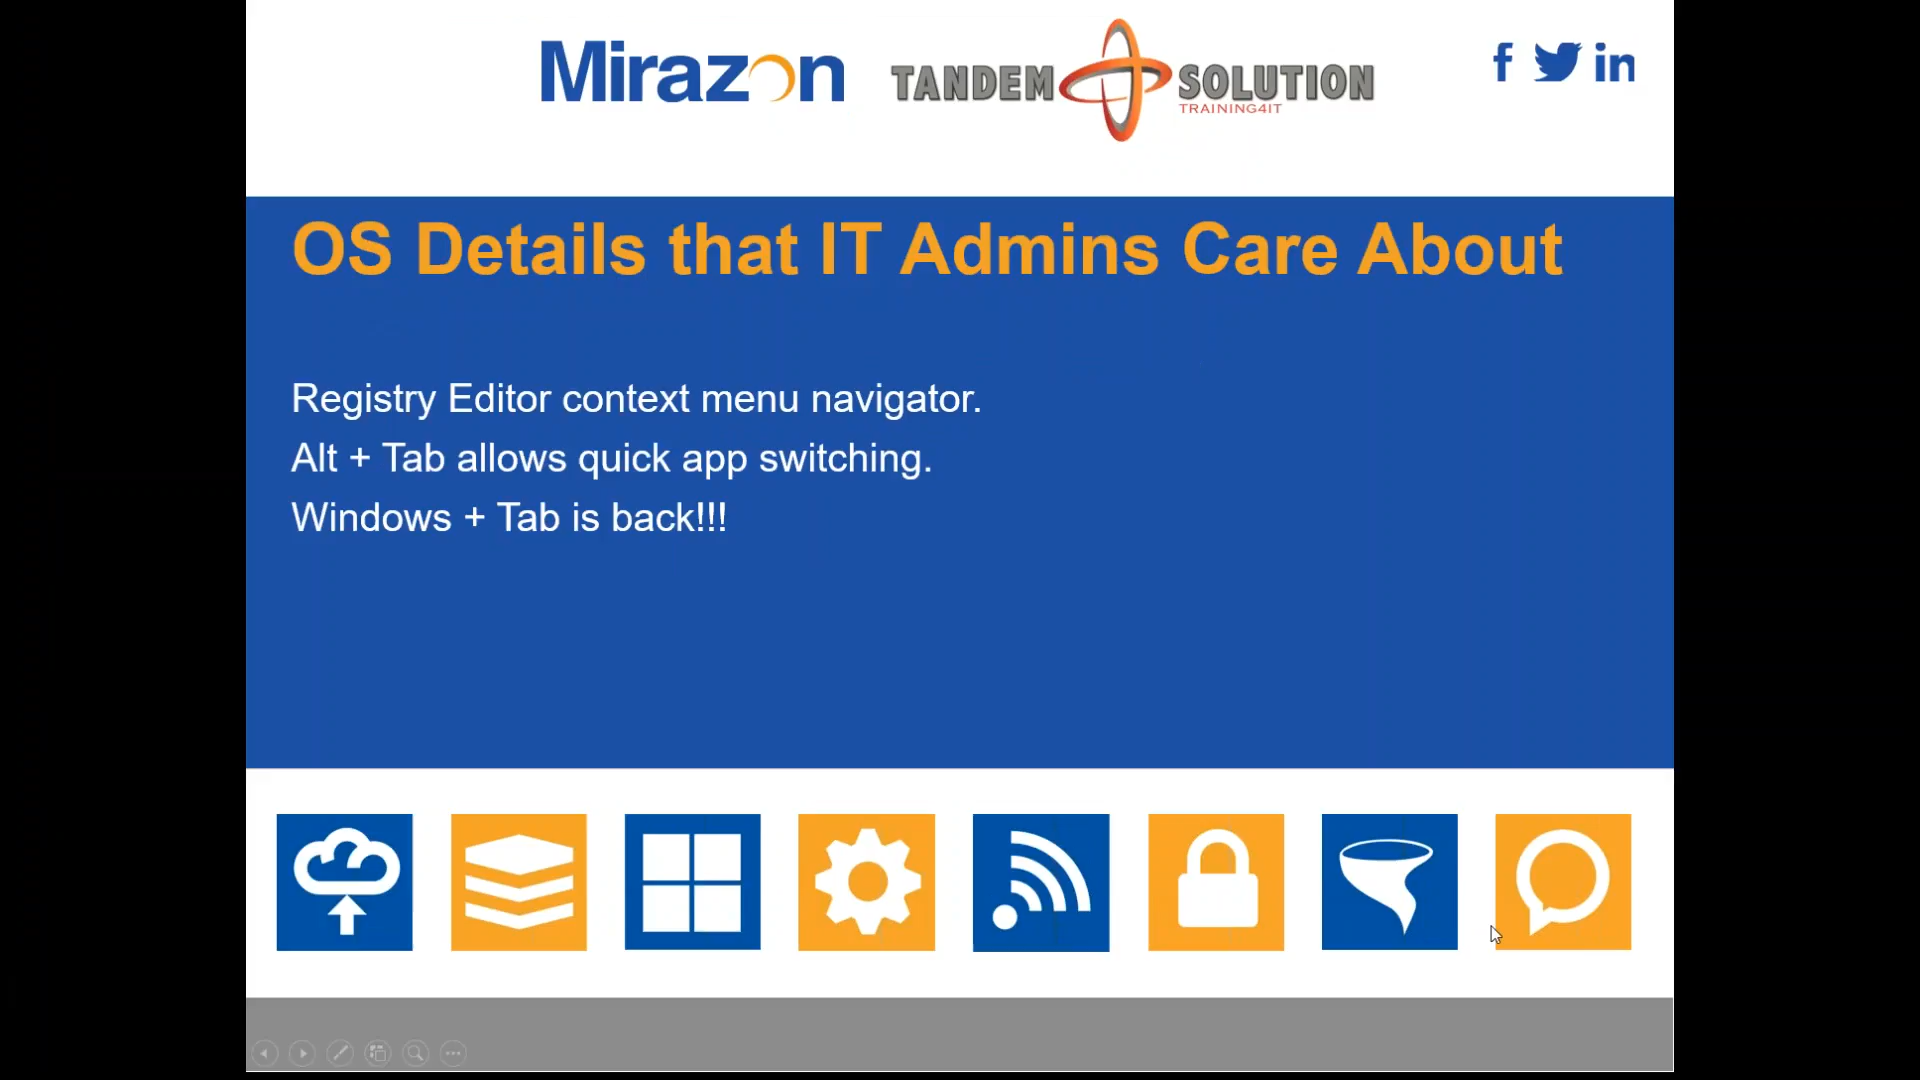 Mirazon
TANDEM SOLUTION
TRAINING4IT
OS Details that IT Admins Care About
Registry Editor context menu navigator.
Alt + Tab allows quick app switching.
Windows + Tab is back!!!